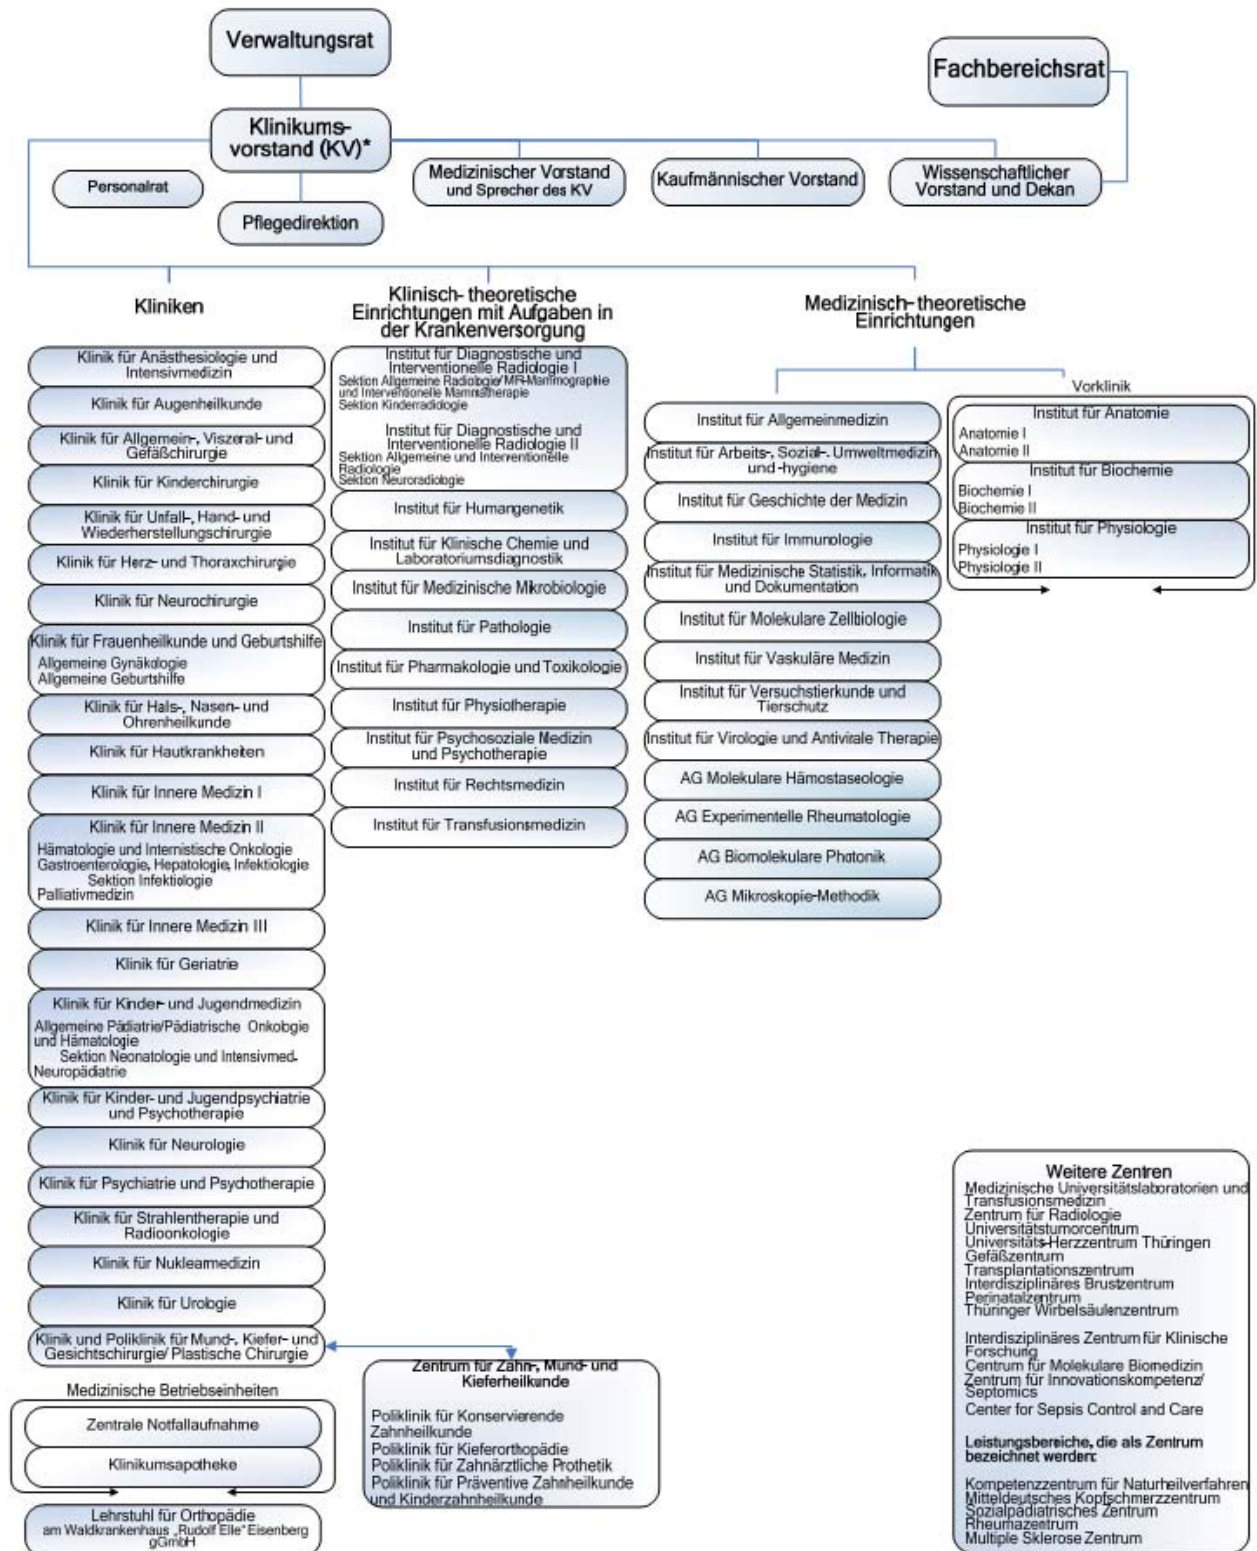 Verwaltungsrat
Fachbereichsrat
Klinikums-
vorstand (KV)*
Personalrat
Pflegedirektion
Medizinischer Vorstand
und Sprecher des KV
Kaufmännischer Vorstand
Wissenschaftlicher
Vorstand und Dekan
Kliniken
Klinik für Anästhesiologie und
Intensivmedizin
Klinik für Augenheilkunde
Klinik für Allgemein-, Viszeral- und
Gefäßchirurgie
Klinik für Kinderchirurgie
Klinik für Unfall-, Hand- und
Wiederherstellungschirurgie
Klinik für Herz- und Thoraxchirurgie
Klinik für Neurochirurgie
Klinik für Frauenheilkunde und Geburtshilfe
Allgemeine Gynäkologie
Allgemeine Geburtshilfe
Klinik für Hals-, Nasen- und
Ohrenheilkunde
Klinik für Hautkrankheiten
Klinik für Innere Medizin I
Klinik für Innere Medizin II
Hämatologie und Internistische Onkologie
Gastroenterologie, Hepatologie, Infektiologie
Sektion Infektiologie
Palliativmedizin
Klinik für Innere Medizin III
Klinik für Geriatrie
Klinik für Kinder- und Jugendmedizin
Allgemeine Pädiatrie/Pädiatrische Onkologie
und Hämatologie
Sektion Neonatologie und Intensivmed.
Neuropädiatrie
Klinik für Kinder- und Jugendpsychiatrie
und Psychotherapie
Klinik für Neurologie
Klinik für Psychiatrie und Psychotherapie
Klinik für Strahlentherapie und
Radioonkologie
Klinik für Nuklearmedizin
Klinik für Urologie
Klinik und Poliklinik für Mund-, Kiefer- und
Gesichtschirurgie/ Plastische Chirurgie
Medizinische Betriebseinheiten
Zentrale Notfallaufnahme
Klinikumsapotheke
Lehrstuhl für Orthopädie
am Waldkrankenhaus „Rudolf Elle“ Eisenberg
gGmbH
Klinisch-theoretische
Einrichtungen mit Aufgaben in
der Krankenversorgung
Institut für Diagnostische und
Interventionelle Radiologie I
Sektion Allgemeine Radiologie/MR-Mammographie
und Interventionelle Mammatherapie
Sektion Kinderradiologie
Institut für Diagnostische und
Interventionelle Radiologie II
Sektion Allgemeine und Interventionelle
Radiologie
Sektion Neuroradiologie
Institut für Humangenetik
Institut für Klinische Chemie und
Laboratoriumsdiagnostik
Institut für Medizinische Mikrobiologie
Institut für Pathologie
Institut für Pharmakologie und Toxikologie
Institut für Physiotherapie
Institut für Psychosoziale Medizin
und Psychotherapie
Institut für Rechtsmedizin
Institut für Transfusionsmedizin
Zentrum für Zahn-, Mund- und
Kieferheilkunde
Poliklinik für Konservierende
Zahnheilkunde
Poliklinik für Kieferorthopädie
Poliklinik für Zahnärztliche Prothetik
Poliklinik für Präventive Zahnheilkunde
und Kinderzahnheilkunde
Medizinisch-theoretische
Einrichtungen
Institut für Allgemeinmedizin
Institut für Arbeits-, Sozial-, Umweltmedizin
und -hygiene
Institut für Geschichte der Medizin
Institut für Immunologie
Institut für Medizinische Statistik, Informatik
und Dokumentation
Institut für Molekulare Zellbiologie
Institut für Vaskuläre Medizin
Institut für Versuchstierkunde und
Tierschutz
Institut für Virologie und Antivirale Therapie
AG Molekulare Hämostaseologie
AG Experimentelle Rheumatologie
AG Biomolekulare Photonik
AG Mikroskopie-Methodik
Vorklinik
Institut für Anatomie
Anatomie I
Anatomie II
Institut für Biochemie
Biochemie I
Biochemie II
Institut für Physiologie
Physiologie I
Physiologie II
Weitere Zentren
Medizinische Universitätslaboratorien und
Transfusionsmedizin
Zentrum für Radiologie
Universitätstumorcentrum
Universitäts-Herzzentrum Thüringen
Gefäßzentrum
Transplantationszentrum
Interdisziplinäres Brustzentrum
Perinatalzentrum
Thüringer Wirbelsäulenzentrum
Interdisziplinäres Zentrum für Klinische
Forschung
Centrum für Molekulare Biomedizin
Zentrum für Innovationskompetenz/
Septomics
Center for Sepsis Control and Care
Leistungsbereiche, die als Zentrum
bezeichnet werden:
Kompetenzzentrum für Naturheilverfahren
Mitteldeutsches Kopfschmerzzentrum
Sozialpädiatrisches Zentrum
Rheumazentrum
Multiple Sklerose Zentrum